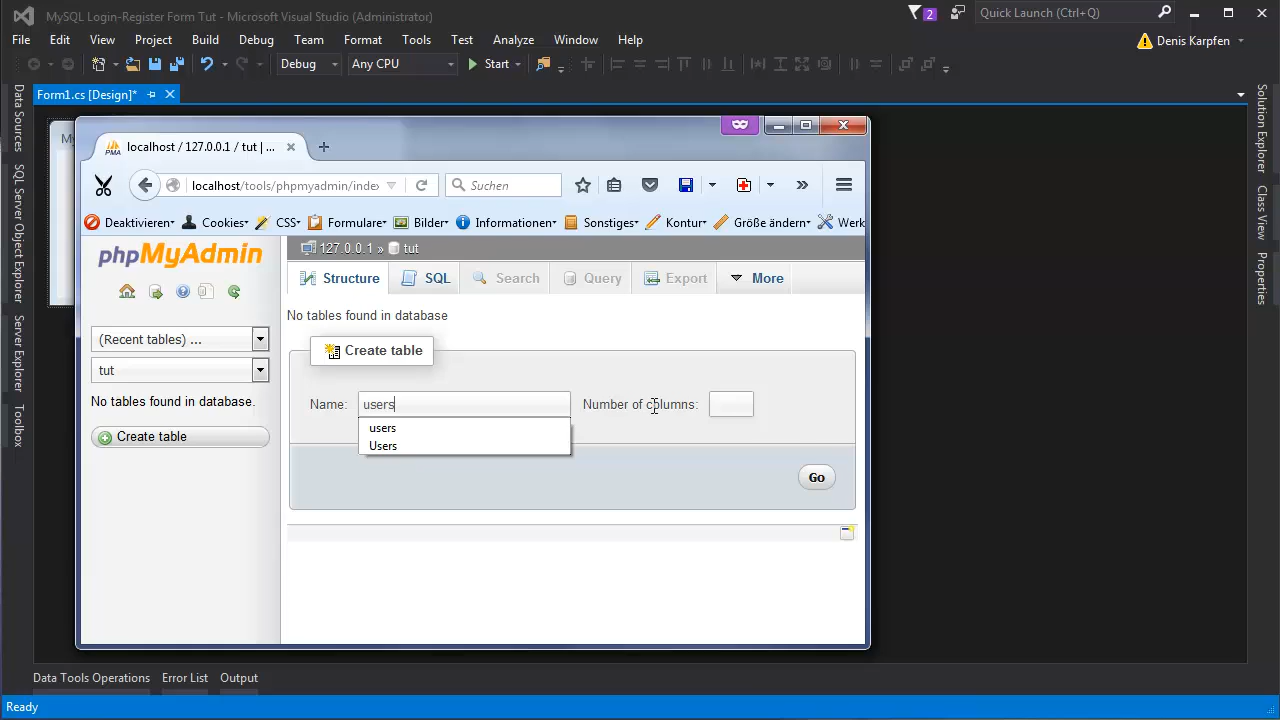 MySQL Login-Register Form Tut - Microsoft Visual Studio (Administrator)
2
Quick Launch (Ctrl+Q)
File Edit View Project Build Debug Team Format Tools Test Analyze Window Help
Denis Karpfen
Debug Any CPU Start
Form1.cs [Design]*
Data Sources
SQL Server Object Explorer
Server Explorer
Toolbox
Solution Explorer
Class View
Properties
My
PMA localhost / 127.0.0.1 / tut | ...
localhost/tools/phpmyadmin/index Suchen
Deaktivieren Cookies CSS Formulare Bilder Informationen Sonstiges Kontur Größe ändern Werk
phpMyAdmin
(Recent tables) ...
tut
No tables found in database.
Create table
127.0.0.1 » tut
Structure SQL Search Query Export More
No tables found in database
Create table
Name: users Number of columns:
users
Users
Go
Data Tools Operations Error List Output
Ready